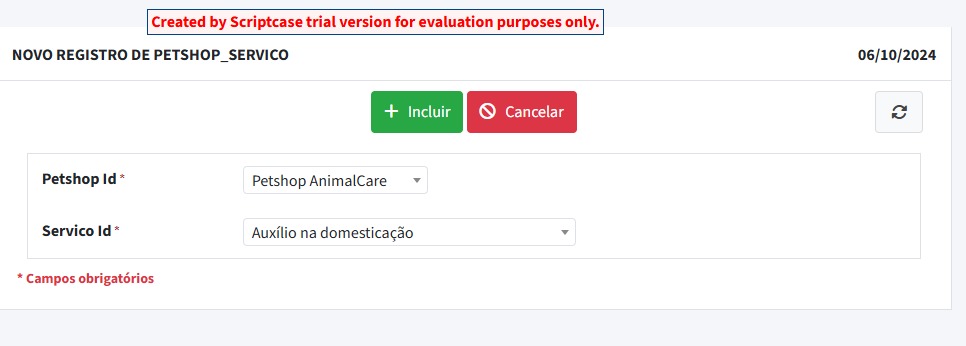 Created by Scriptcase trial version for evaluation purposes only.
NOVO REGISTRO DE PETSHOP_SERVICO 06/10/2024
Incluir Cancelar
Petshop Id * Petshop AnimalCare
Servico Id * Auxílio na domesticação
* Campos obrigatórios